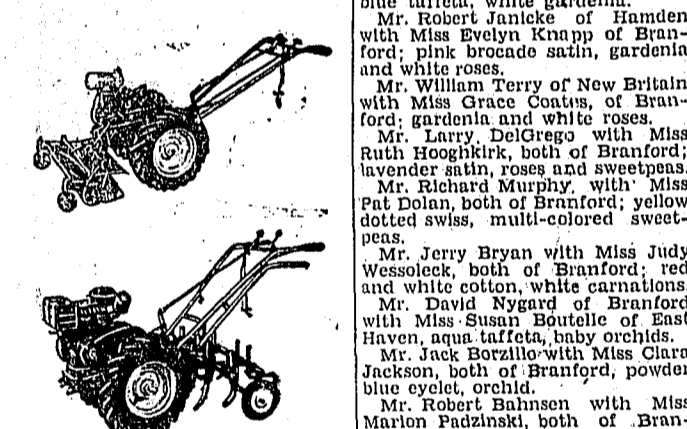 blue taffeta, white gardenia.
Mr. Robert Janicke of Hamden
with Miss Evelyn Knapp of Bran-
ford; pink brocade satin, gardenia
and white roses.
Mr. William Terry of New Britain
with Miss Grace Coates, of Bran-
ford; gardenia and white roses.
Mr. Larry DelGrego with Miss
Ruth Hooghkirk, both of Branford;
lavender satin, roses and sweetpeas.
Mr. Richard Murphy, with Miss
Pat Dolan, both of Branford; yellow
dotted swiss, multi-colored sweet-
peas.
Mr. Jerry Bryan with Miss Judy
Wessoleck, both of Branford; red
and white cotton, white carnations.
Mr. David Nygard of Branford
with Miss Susan Boutelle of East
Haven, aqua taffeta, baby orchids.
Mr. Jack Borzillo with Miss Clara
Jackson, both of Branford, powder
blue eyelet, orchid.
Mr. Robert Bahnsen with Miss
Marion Padzinski, both of Bran-